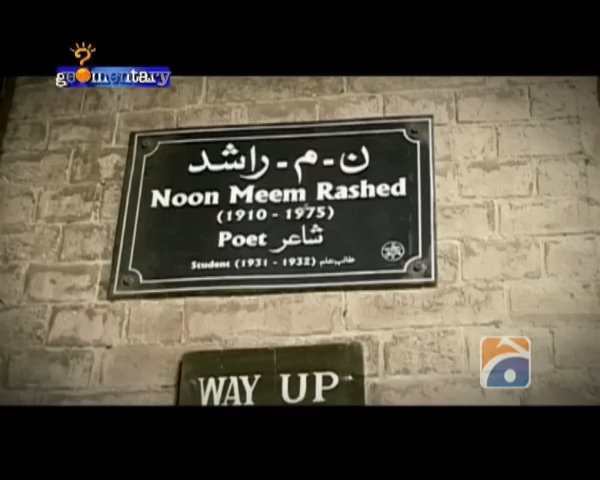 geomentary
ن - م - راشد
Noon Meem Rashed
(1910 - 1975)
Poet شاعر
Student (1931 - 1932) طالب علم
WAY UP